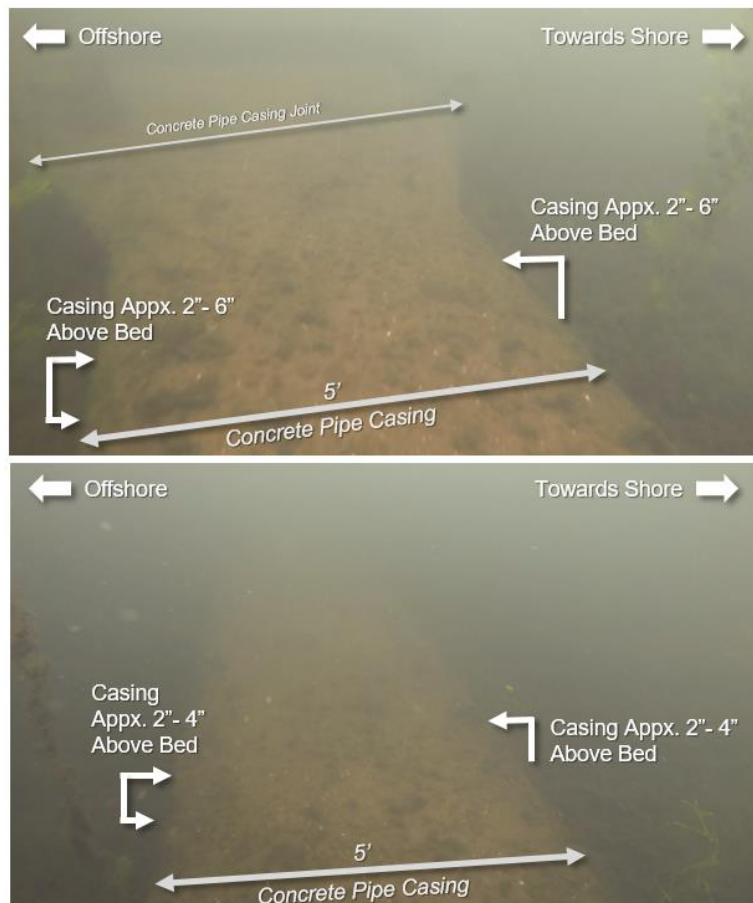 Offshore
Towards Shore
Concrete Pipe Casing Joint
Casing Appx. 2”- 6”
Above Bed
Casing Appx. 2”- 6”
Above Bed
5’
Concrete Pipe Casing
Offshore
Towards Shore
Casing
Appx. 2”- 4”
Above Bed
Casing Appx. 2”- 4”
Above Bed
5’
Concrete Pipe Casing